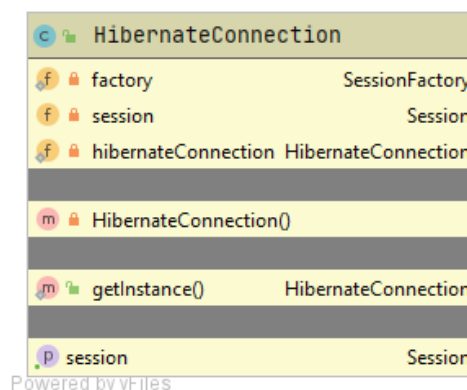 c HibernateConnection
f factory SessionFactory
f session Session
f hibernateConnection HibernateConnection
m HibernateConnection()
m getInstance() HibernateConnection
p session Session
Powered by yFiles